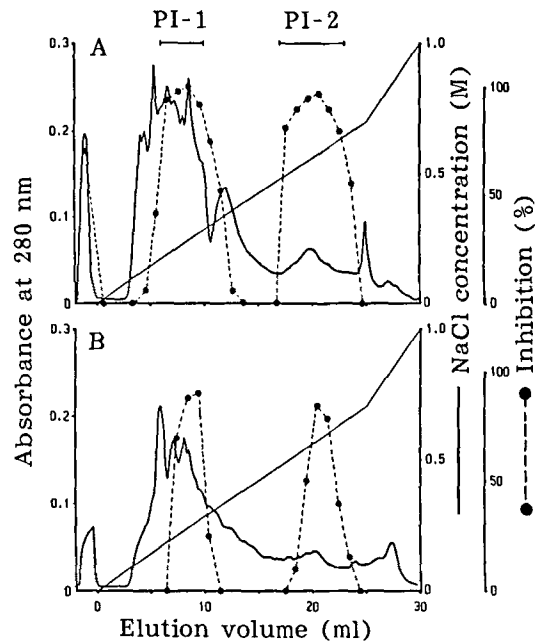 PI-1 PI-2
A
0.3
0.2
0.1
0
1.0
0.5
0
100
50
0
B
0.3
0.2
0.1
0
1.0
0.5
0
100
50
0
0 10 20 30
Absorbance at 280 nm
NaCl concentration (M)
Inhibition (%)
Elution volume (ml)